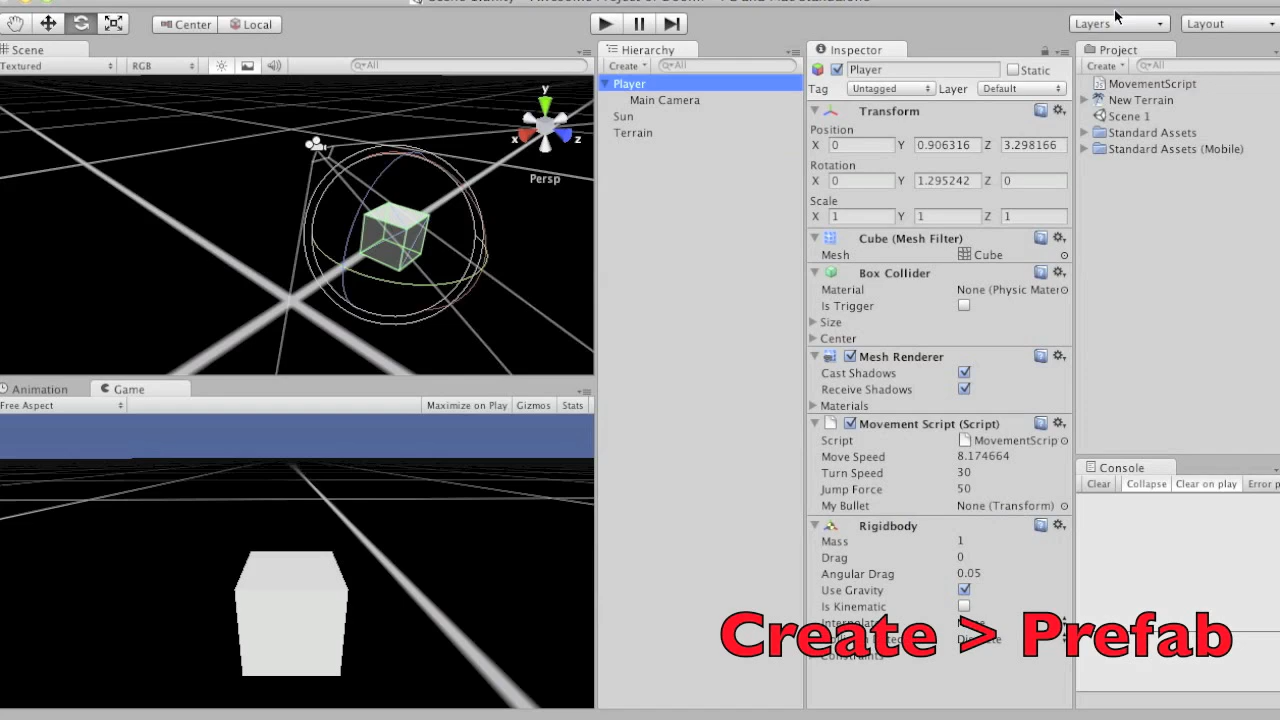 Center
Local
Layers
Layout
Scene
Hierarchy
Inspector
Project
Textured
RGB
All
Create
All
Player
Static
Create
All
Tag
Untagged
Layer
Default
Player
Main Camera
Sun
Terrain
MovementScript
New Terrain
Scene 1
Standard Assets
Standard Assets (Mobile)
y
x
z
Persp
Transform
Position
X 0 Y 0.906316 Z 3.298166
Rotation
X 0 Y 1.295242 Z 0
Scale
X 1 Y 1 Z 1
Cube (Mesh Filter)
Mesh Cube
Box Collider
Material None (Physic Mater
Is Trigger
Size
Center
Mesh Renderer
Cast Shadows
Receive Shadows
Materials
Animation
Game
Free Aspect
Maximize on Play
Gizmos
Stats
Movement Script (Script)
Script MovementScrip
Move Speed 8.174664
Turn Speed 30
Jump Force 50
My Bullet None (Transform)
Rigidbody
Mass 1
Drag 0
Angular Drag 0.05
Use Gravity
Is Kinematic
Console
Clear
Collapse
Clear on play
Error p
Create > Prefab